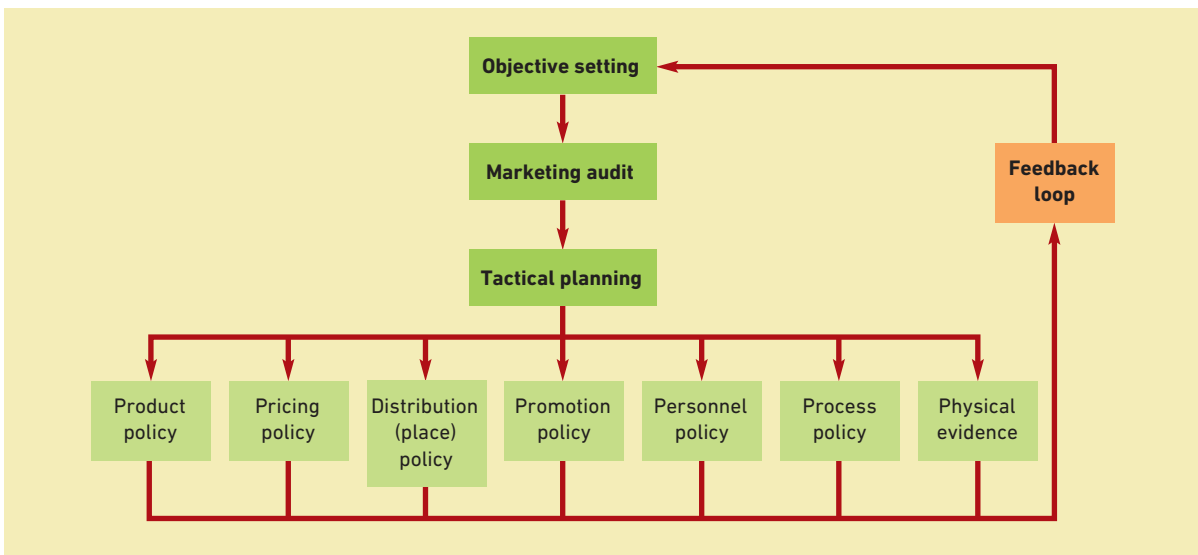 Objective setting
Marketing audit
Feedback
loop
Tactical planning
Product
policy
Pricing
policy
Distribution
(place)
policy
Promotion
policy
Personnel
policy
Process
policy
Physical
evidence